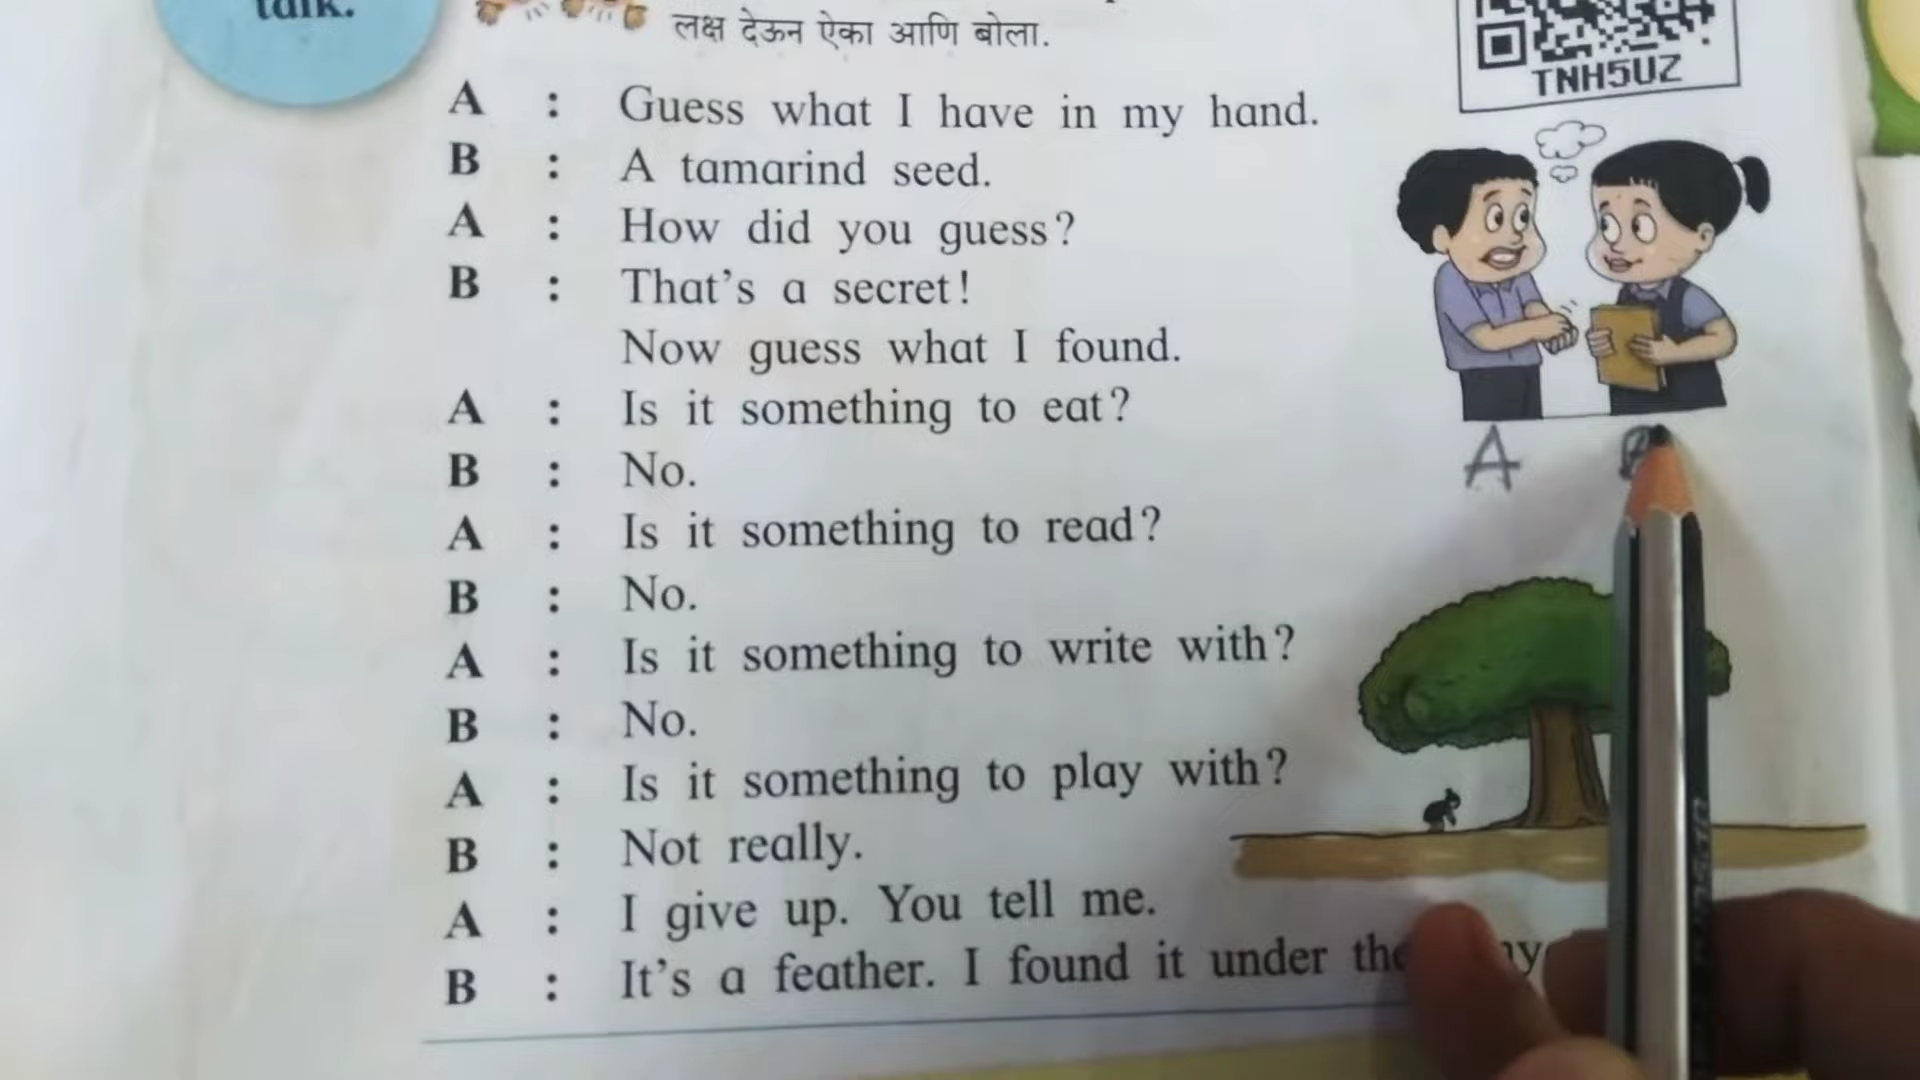 talk.
लक्ष देऊन ऐका आणि बोला.
TNH5UZ
A : Guess what I have in my hand.
B : A tamarind seed.
A : How did you guess?
B : That's a secret!
Now guess what I found.
A : Is it something to eat?
B : No.
A : Is it something to read?
B : No.
A : Is it something to write with?
B : No.
A : Is it something to play with?
B : Not really.
A : I give up. You tell me.
B : It's a feather. I found it under the
A B